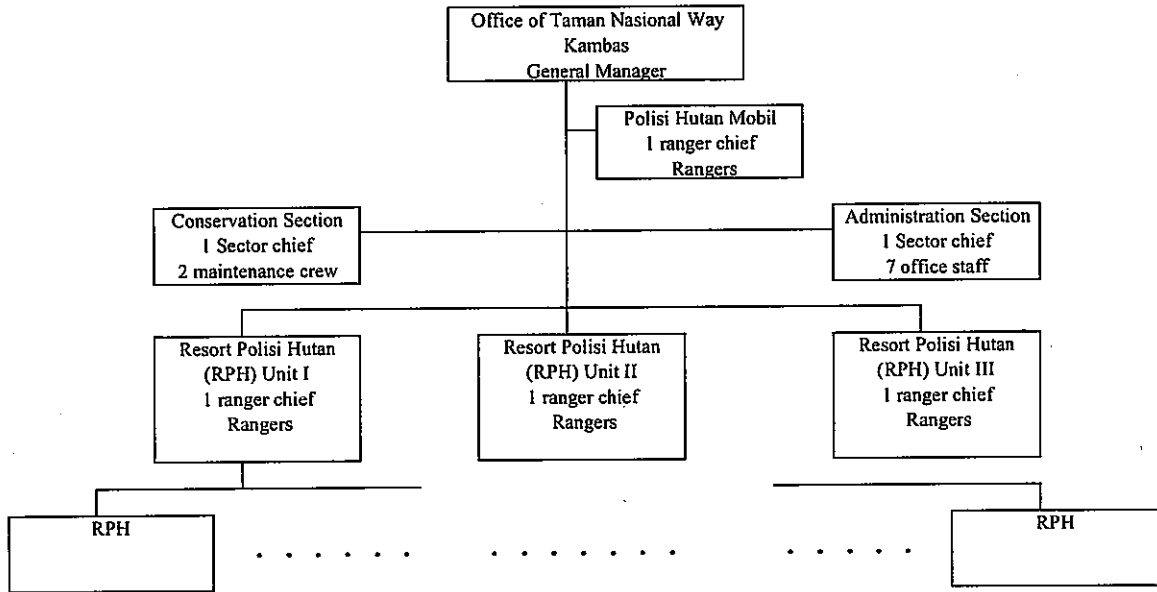 Office of Taman Nasional Way
Kambas
General Manager
Polisi Hutan Mobil
1 ranger chief
Rangers
Conservation Section
1 Sector chief
2 maintenance crew
Administration Section
1 Sector chief
7 office staff
Resort Polisi Hutan
(RPH) Unit I
1 ranger chief
Rangers
Resort Polisi Hutan
(RPH) Unit II
1 ranger chief
Rangers
Resort Polisi Hutan
(RPH) Unit III
1 ranger chief
Rangers
RPH
RPH